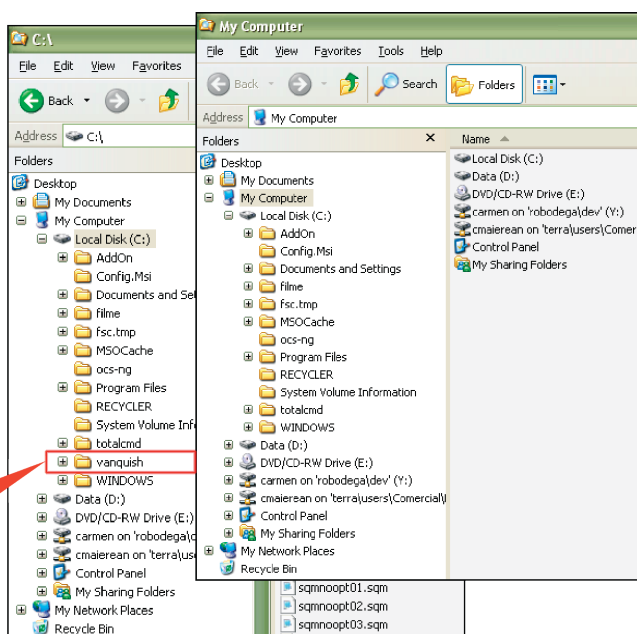 C:\
File Edit View Favorites
Back
Address C:\
Folders
Desktop
My Documents
My Computer
Local Disk (C:)
AddOn
Config.Msi
Documents and Set
filme
fsc.tmp
MSOCache
ocs-ng
Program Files
RECYCLER
System Volume Inf
totalcmd
vanquish
WINDOWS
Data (D:)
DVD/CD-RW Drive (E:)
carmen on 'robodega\d
cmaierean on 'terra\use
Control Panel
My Sharing Folders
My Network Places
Recycle Bin
My Computer
File Edit View Favorites Tools Help
Back Search Folders
Address My Computer
Folders
Desktop
My Documents
My Computer
Local Disk (C:)
AddOn
Config.Msi
Documents and Settings
filme
fsc.tmp
MSOCache
ocs-ng
Program Files
RECYCLER
System Volume Information
totalcmd
WINDOWS
Data (D:)
DVD/CD-RW Drive (E:)
carmen on 'robodega\dev' (Y:)
cmaierean on 'terra\users\Comercial\
Control Panel
My Sharing Folders
My Network Places
Recycle Bin
Name
Local Disk (C:)
Data (D:)
DVD/CD-RW Drive (E:)
carmen on 'robodega\dev' (Y:)
cmaierean on 'terra\users\Comer
Control Panel
My Sharing Folders
sqmnoopt01.sqm
sqmnoopt02.sqm
sqmnoopt03.sqm